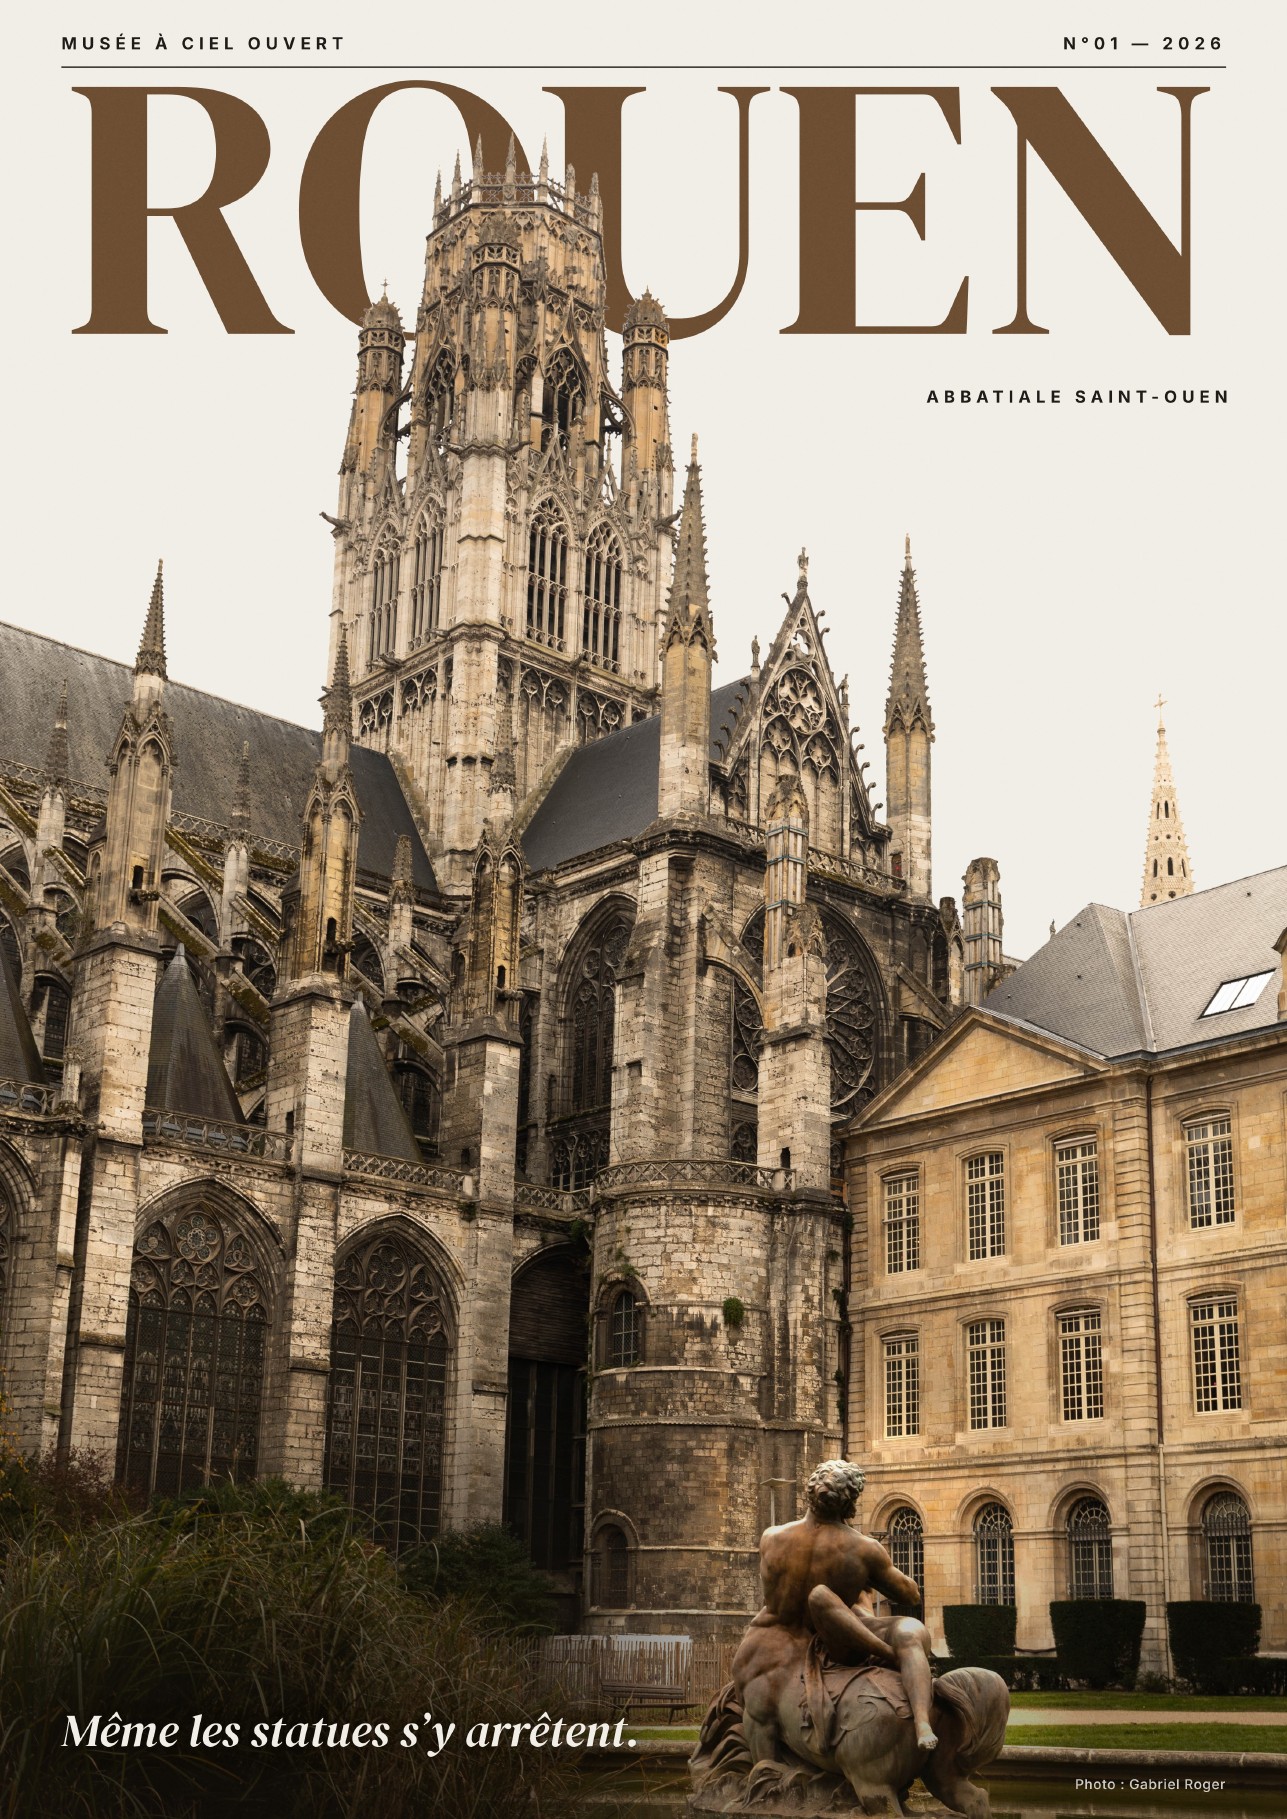 MUSÉE À CIEL OUVERT
N°01 — 2026
ROUEN
ABBATIALE SAINT-OUEN
Même les statues s’y arrêtent.
Photo : Gabriel Roger